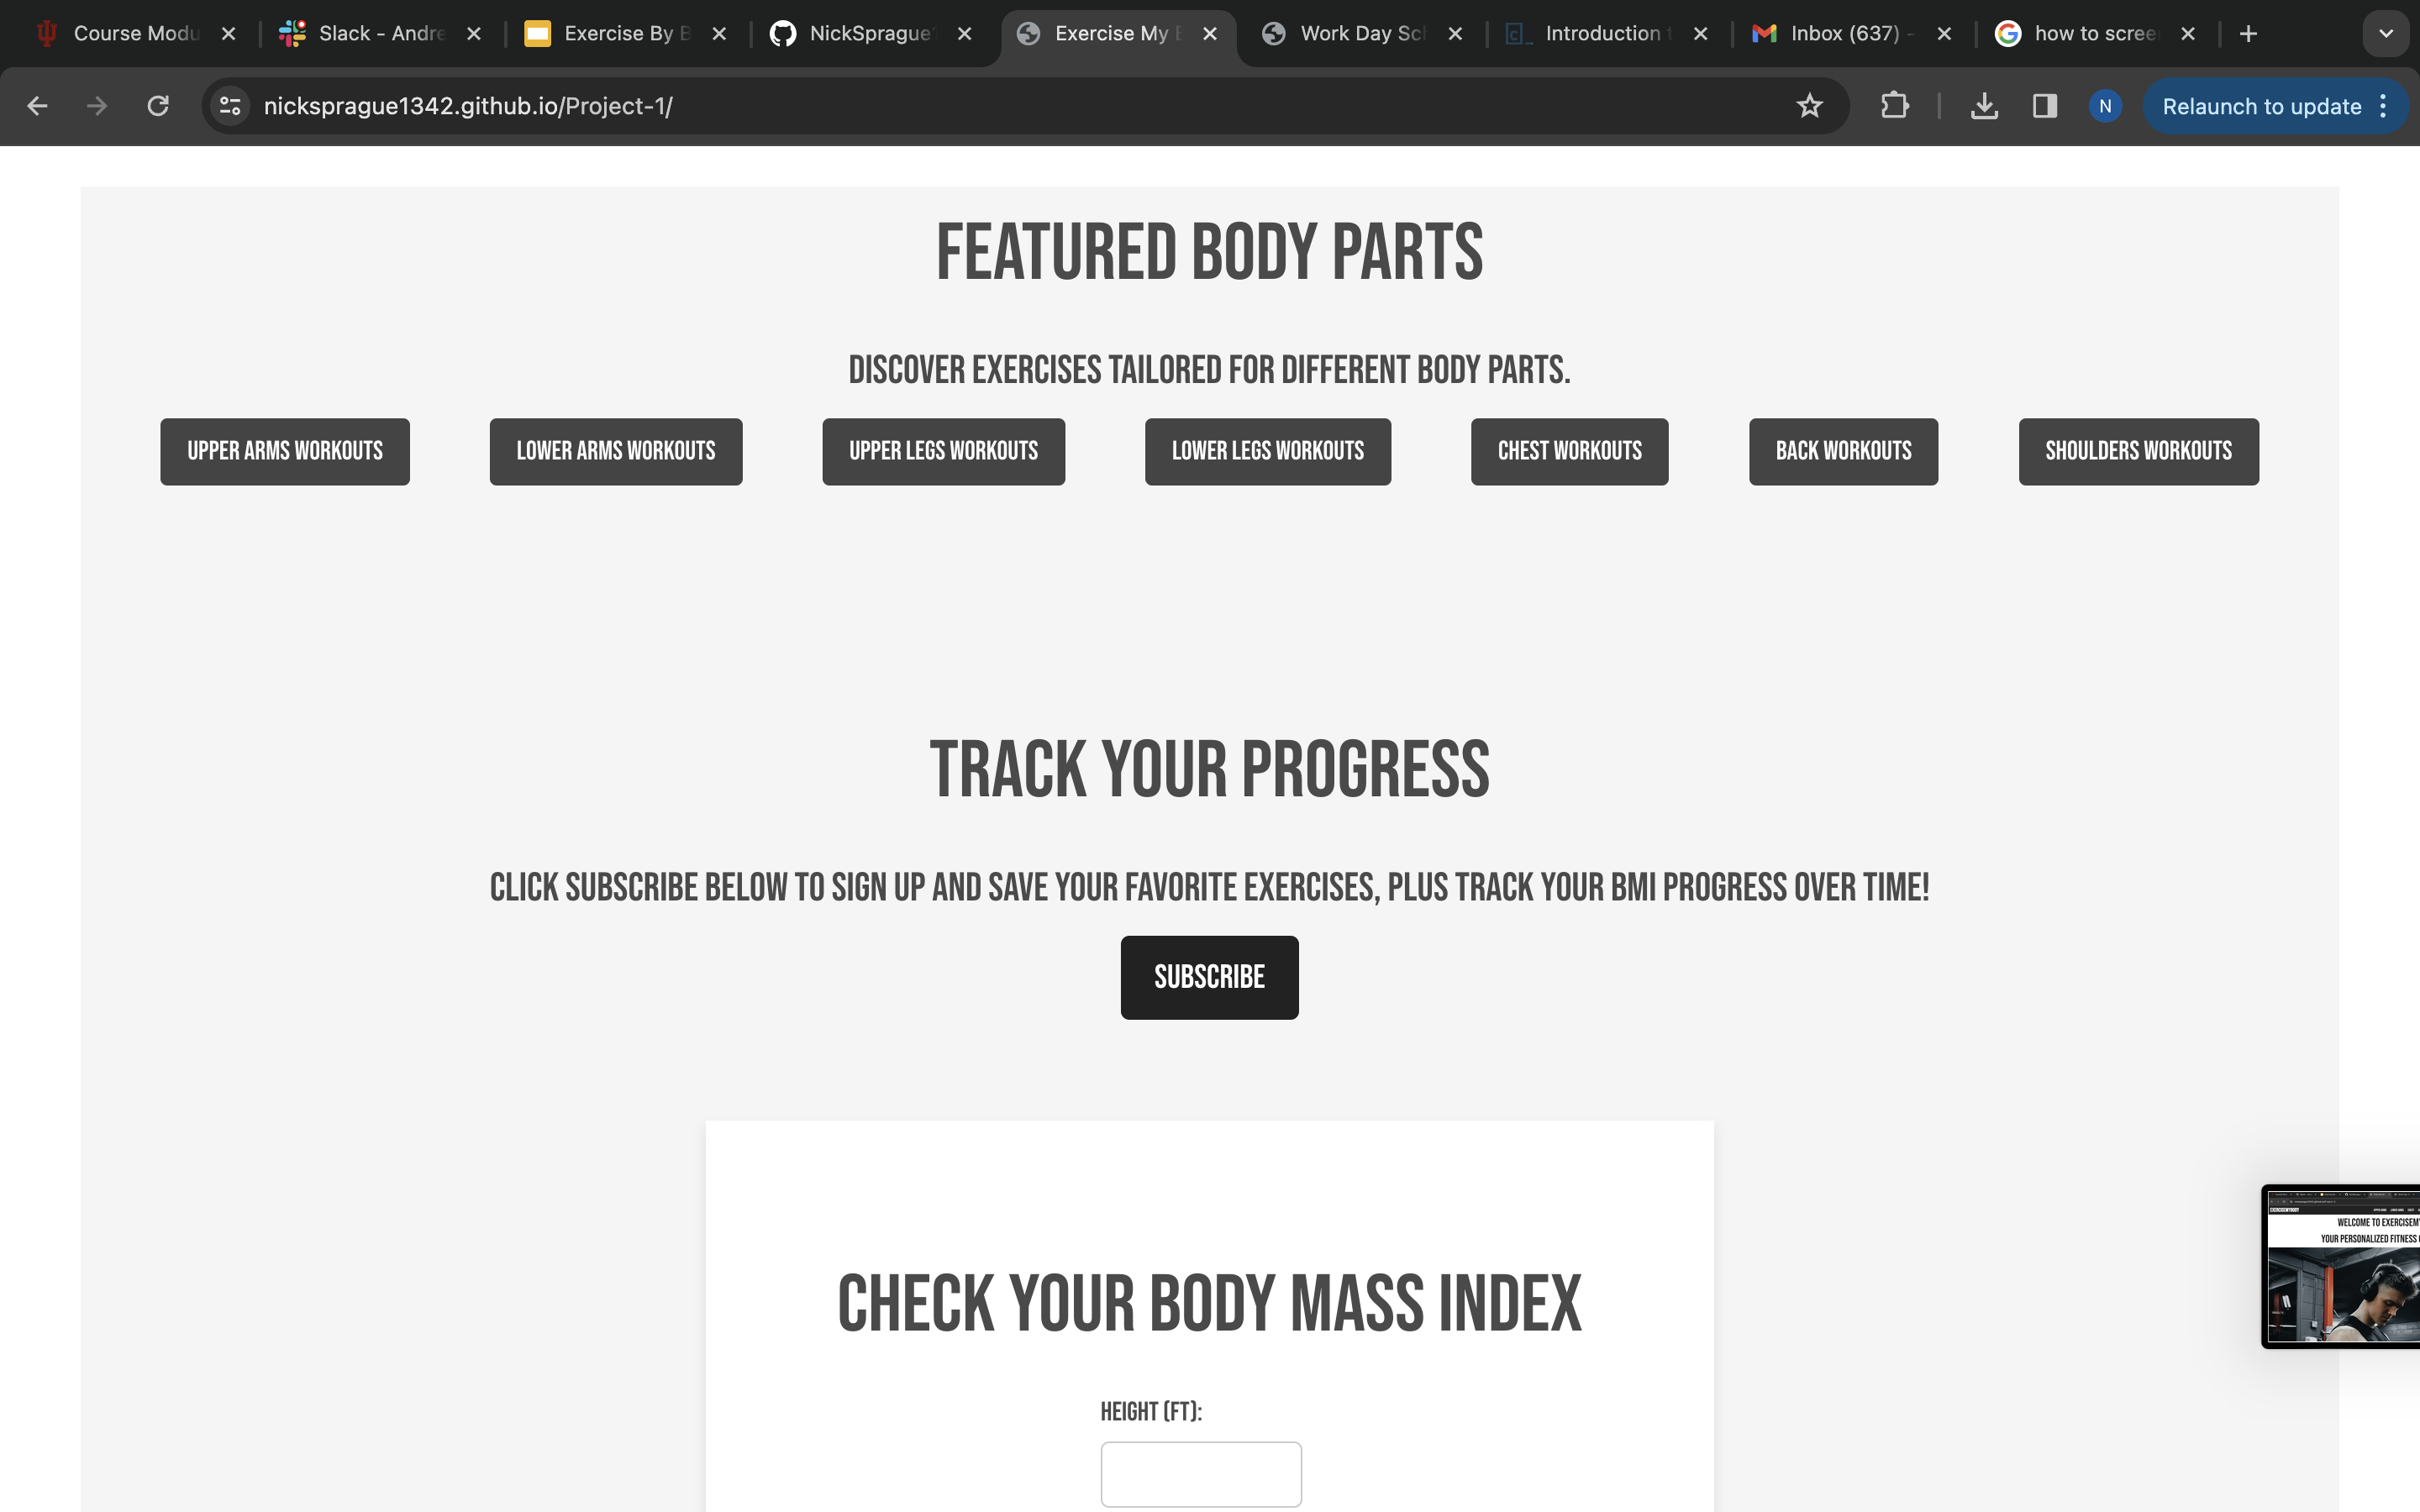 Course Modu
Slack - Andre
Exercise By B
NickSprague1
Exercise My B
Work Day Sch
Introduction t
Inbox (637) -
how to scree
nicksprague1342.github.io/Project-1/
N
Relaunch to update
FEATURED BODY PARTS
DISCOVER EXERCISES TAILORED FOR DIFFERENT BODY PARTS.
UPPER ARMS WORKOUTS
LOWER ARMS WORKOUTS
UPPER LEGS WORKOUTS
LOWER LEGS WORKOUTS
CHEST WORKOUTS
BACK WORKOUTS
SHOULDERS WORKOUTS
TRACK YOUR PROGRESS
CLICK SUBSCRIBE BELOW TO SIGN UP AND SAVE YOUR FAVORITE EXERCISES, PLUS TRACK YOUR BMI PROGRESS OVER TIME!
SUBSCRIBE
CHECK YOUR BODY MASS INDEX
HEIGHT (FT):
EXERCISEMYBODY
WELCOME TO EXERCISEM
YOUR PERSONALIZED FITNESS